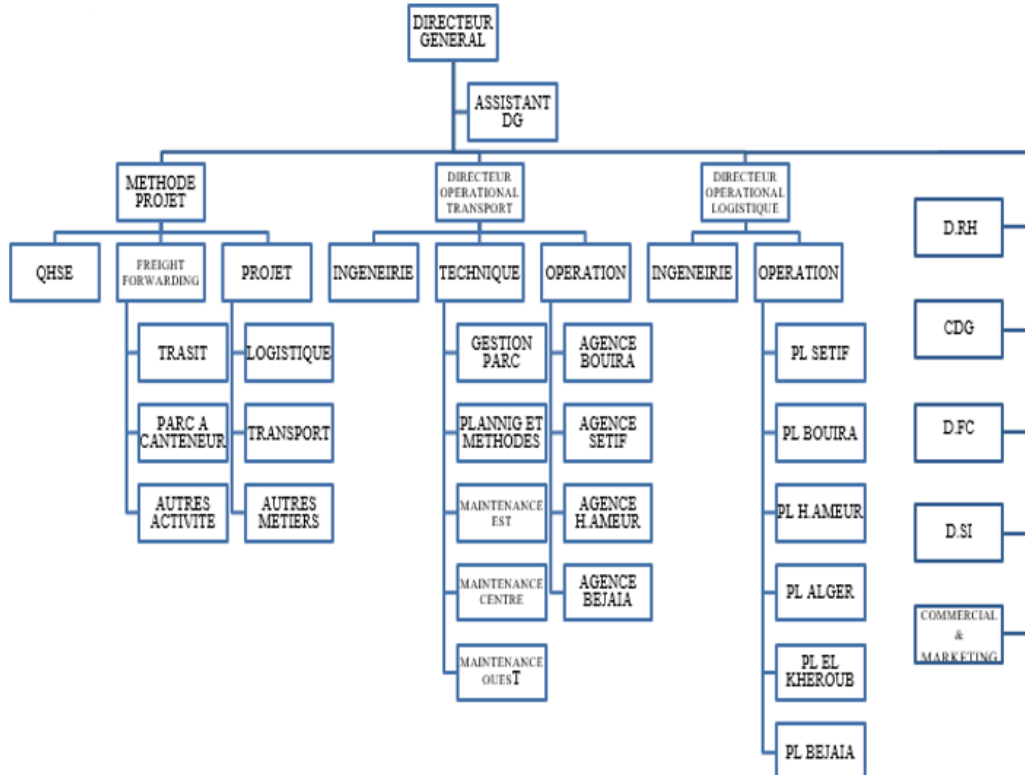 DIRECTEUR
GENERAL
ASSISTANT
DG
METHODE
PROJET
DIRECTEUR
OPERATIONAL
TRANSPORT
DIRECTEUR
OPERATIONAL
LOGISTIQUE
QHSE
FREIGHT
FORWARDING
PROJET
INGENEIRIE
TECHNIQUE
OPERATION
INGENEIRIE
OPERATION
TRASIT
PARC A
CANTENEUR
AUTRES
ACTIVITE
LOGISTIQUE
TRANSPORT
AUTRES
METIERS
GESTION
PARC
PLANNIG ET
METHODES
MAINTENANCE
EST
MAINTENANCE
CENTRE
MAINTENANCE
OUEST
AGENCE
BOUIRA
AGENCE
SETIF
AGENCE
H.AMEUR
AGENCE
BEJAIA
PL SETIF
PL BOUIRA
PL H.AMEUR
PL ALGER
PL EL
KHEROUB
PL BEJAIA
D.RH
CDG
D.FC
D.SI
COMMERCIAL
&
MARKETING